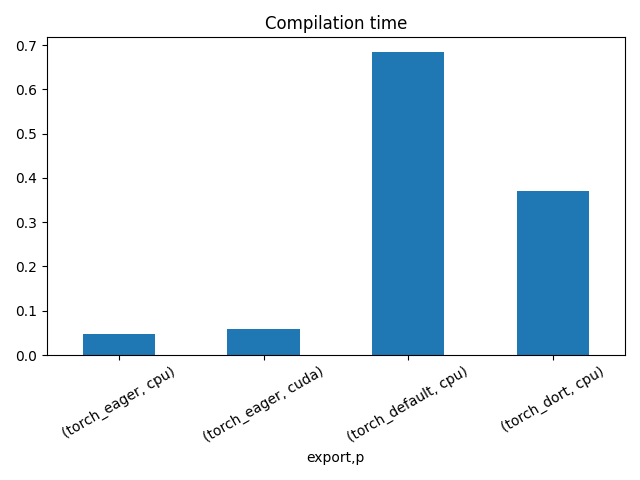 Compilation time
0.7
0.6
0.5
0.4
0.3
0.2
0.1
0.0
(torch_eager, cpu)
(torch_eager, cuda)
(torch_default, cpu)
(torch_dort, cpu)
export,p